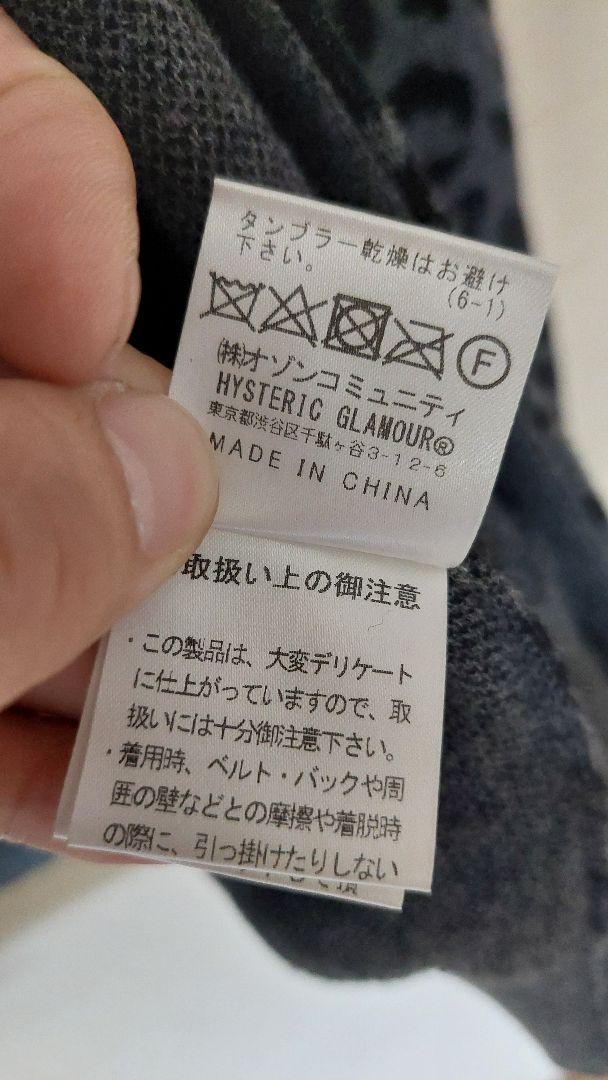 タンブラー乾燥はお避け
下さい。
(6-1)
F
㈱オゾンコミュニティ
HYSTERIC GLAMOUR®
東京都渋谷区千駄ヶ谷3-12-6
MADE IN CHINA
取扱い上の御注意
・この製品は、大変デリケート
に仕上がっていますので、取
扱いには十分御注意下さい。
・着用時、ベルト・バックや周
囲の壁などとの摩擦や着脱時
の際に、引っ掛けたりしない